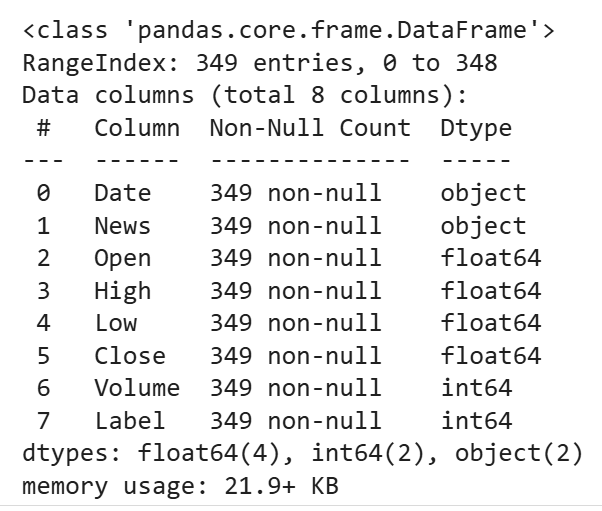 <class 'pandas.core.frame.DataFrame'>
RangeIndex: 349 entries, 0 to 348
Data columns (total 8 columns):
 #   Column  Non-Null Count  Dtype
---  ------  --------------  -----
 0   Date    349 non-null    object
 1   News    349 non-null    object
 2   Open    349 non-null    float64
 3   High    349 non-null    float64
 4   Low     349 non-null    float64
 5   Close   349 non-null    float64
 6   Volume  349 non-null    int64
 7   Label   349 non-null    int64
dtypes: float64(4), int64(2), object(2)
memory usage: 21.9+ KB